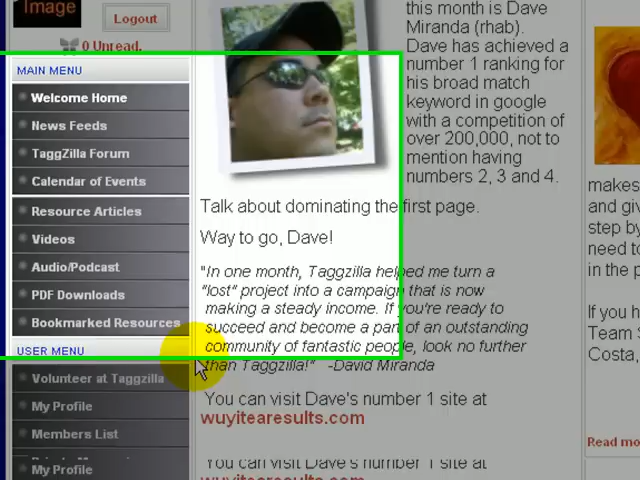 Image
Logout
0 Unread.
MAIN MENU
Welcome Home
News Feeds
TaggZilla Forum
Calendar of Events
Resource Articles
Videos
Audio/Podcast
PDF Downloads
Bookmarked Resources
USER MENU
Volunteer at Taggzilla
My Profile
Members List
My Profile
this month is Dave
Miranda (rhab).
Dave has achieved a
number 1 ranking for
his broad match
keyword in google
with a competition of
over 200,000, not to
mention having
numbers 2, 3 and 4.
Talk about dominating the first page.
Way to go, Dave!
"In one month, Taggzilla helped me turn a
"lost" project into a campaign that is now
making a steady income. If you're ready to
succeed and become a part of an outstanding
community of fantastic people, look no further
than Taggzilla!" -David Miranda
You can visit Dave's number 1 site at
wuyitearesults.com
You can visit Dave's number 1 site at
wuyitearesults.com
makes
and giv
step by
need to
in the p
If you h
Team S
Costa,
Read mo